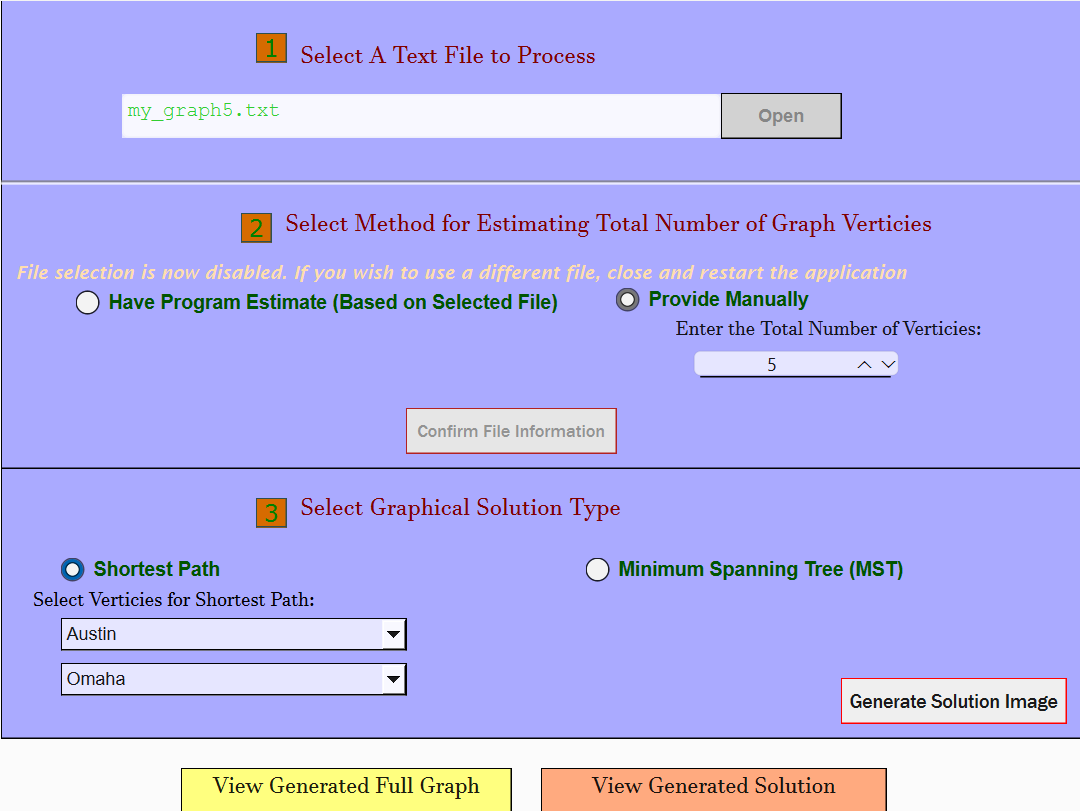 1 Select A Text File to Process
my_graph5.txt Open
2 Select Method for Estimating Total Number of Graph Verticies
File selection is now disabled. If you wish to use a different file, close and restart the application
Have Program Estimate (Based on Selected File) Provide Manually
Enter the Total Number of Verticies:
5
Confirm File Information
3 Select Graphical Solution Type
Shortest Path Minimum Spanning Tree (MST)
Select Verticies for Shortest Path:
Austin
Omaha
Generate Solution Image
View Generated Full Graph View Generated Solution